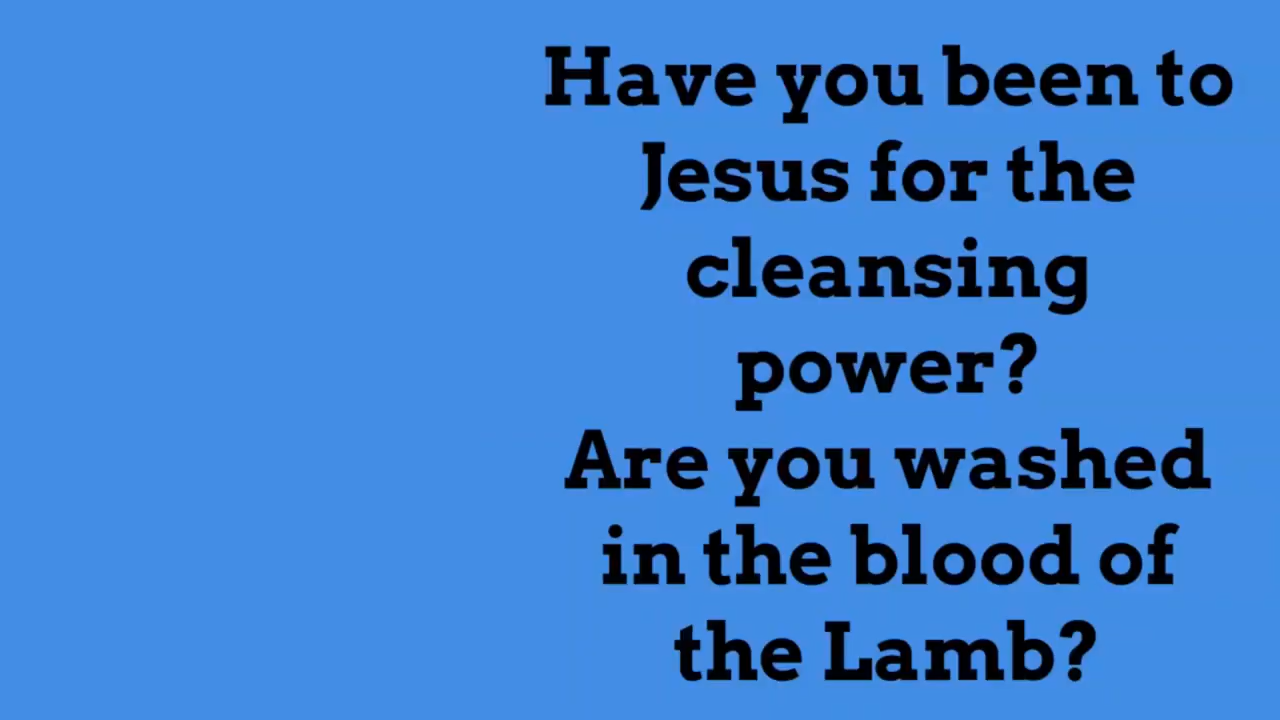 Have you been to
Jesus for the
cleansing
power?
Are you washed
in the blood of
the Lamb?